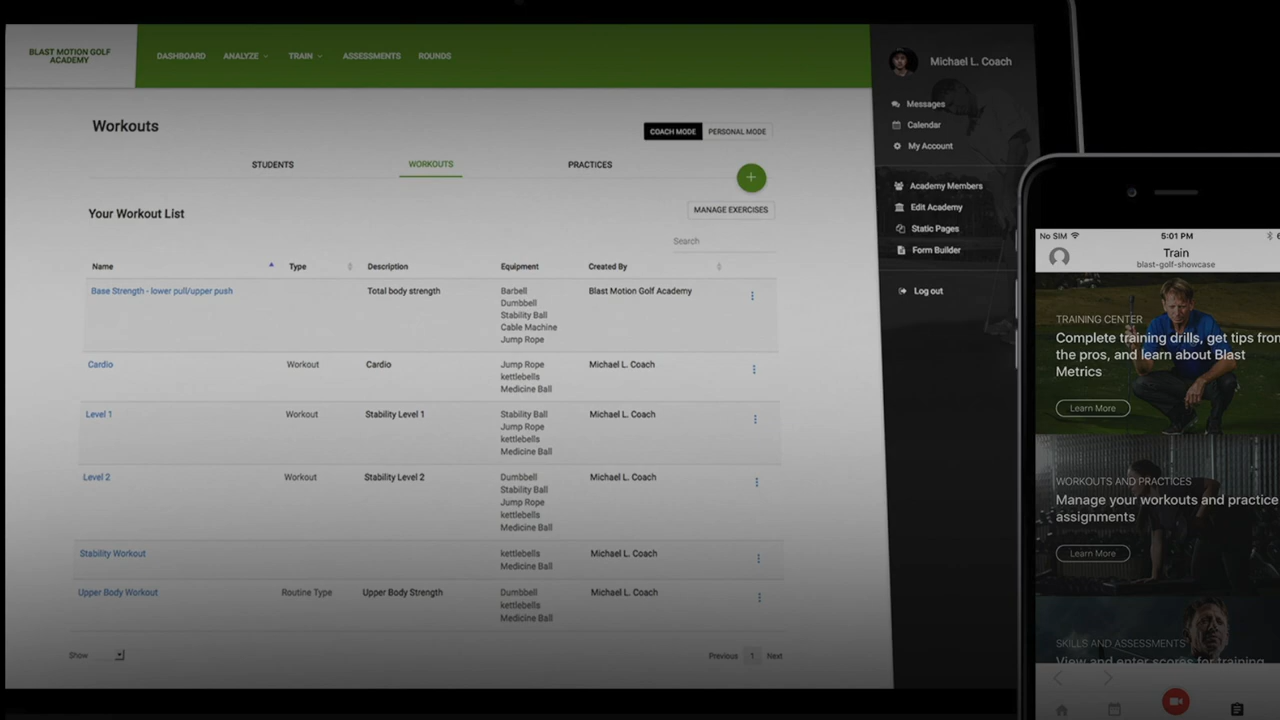 BLAST MOTION GOLF
ACADEMY
DASHBOARD
ANALYZE
TRAIN
ASSESSMENTS
ROUNDS
Michael L. Coach
Messages
Calendar
My Account
Academy Members
Edit Academy
Static Pages
Form Builder
Log out
Workouts
COACH MODE
PERSONAL MODE
STUDENTS
WORKOUTS
PRACTICES
+
Your Workout List
MANAGE EXERCISES
Search
Name Type Description Equipment Created By
Base Strength - lower pull/upper push Total body strength Barbell Blast Motion Golf Academy
Dumbbell
Stability Ball
Cable Machine
Jump Rope
Cardio Workout Cardio Jump Rope Michael L. Coach
kettlebells
Medicine Ball
Level 1 Workout Stability Level 1 Stability Ball Michael L. Coach
Jump Rope
kettlebells
Medicine Ball
Level 2 Workout Stability Level 2 Dumbbell Michael L. Coach
Stability Ball
Jump Rope
kettlebells
Medicine Ball
Stability Workout kettlebells Michael L. Coach
Medicine Ball
Upper Body Workout Routine Type Upper Body Strength Dumbbell Michael L. Coach
kettlebells
Medicine Ball
Show
Previous 1 Next
No SIM 5:01 PM 6
Train
blast-golf-showcase
TRAINING CENTER
Complete training drills, get tips from
the pros, and learn about Blast
Metrics
Learn More
WORKOUTS AND PRACTICES
Manage your workouts and practice
assignments
Learn More
SKILLS AND ASSESSMENTS
View and enter scores for training